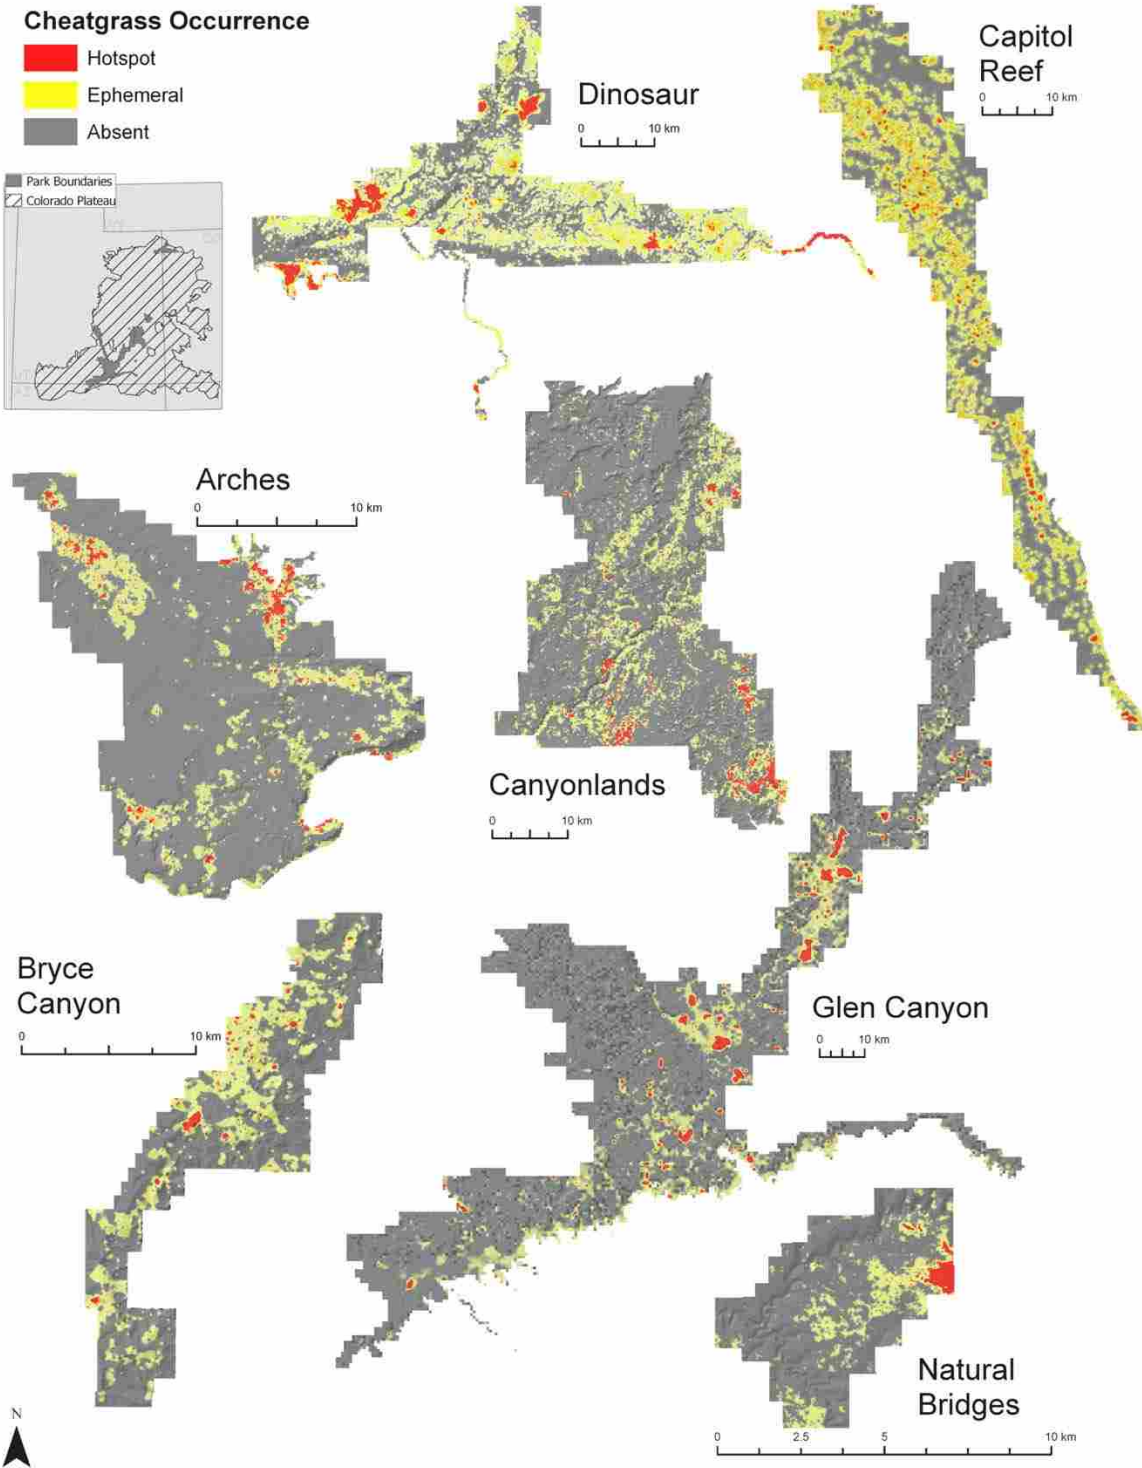 Cheatgrass Occurrence
Hotspot
Ephemeral
Absent
Park Boundaries
Colorado Plateau
Dinosaur
0 10 km
Capitol
Reef
0 10 km
Arches
0 10 km
Canyonlands
0 10 km
Bryce
Canyon
0 10 km
Glen Canyon
0 10 km
Natural
Bridges
0 2.5 5 10 km
N